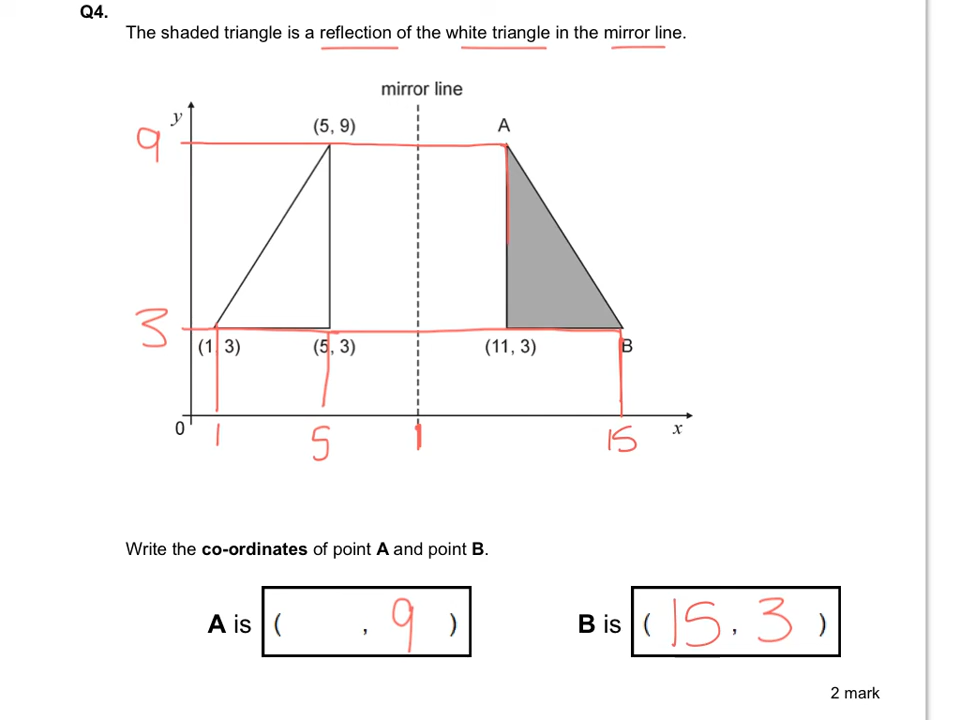 Q4.
The shaded triangle is a reflection of the white triangle in the mirror line.
mirror line
y
(5, 9)
A
9
3
(1, 3)
(5, 3)
(11, 3)
B
0
1
5
1
15
x
Write the co-ordinates of point A and point B.
A is ( , 9 )
B is ( 15 , 3 )
2 mark